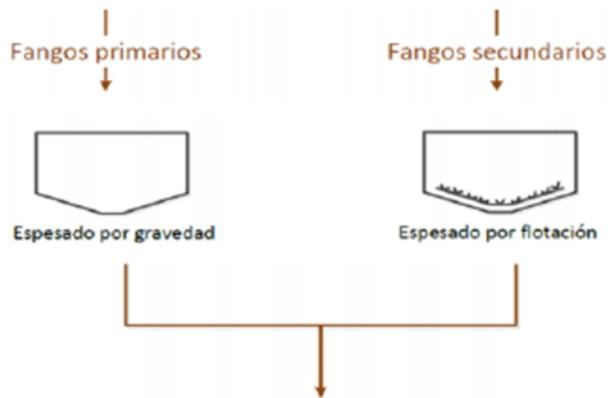 Fangos primarios
Fangos secundarios
Espesado por gravedad
Espesado por flotación